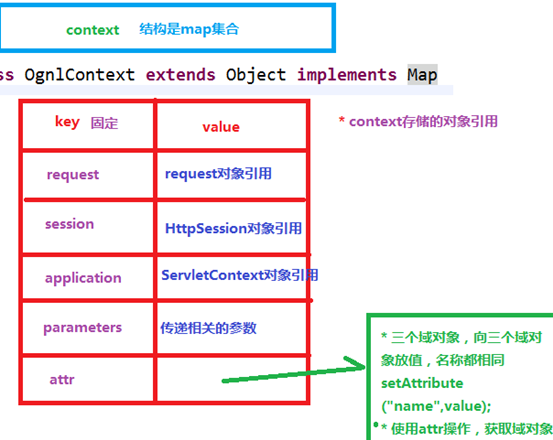 context 结构是map集合
ss OgnlContext extends Object implements Map
key 固定 value
* context存储的对象引用
request request对象引用
session HttpSession对象引用
application ServletContext对象引用
parameters 传递相关的参数
attr
* 三个域对象，向三个域对
象放值，名称都相同
setAttribute
("name",value);
* 使用attr操作，获取域对象